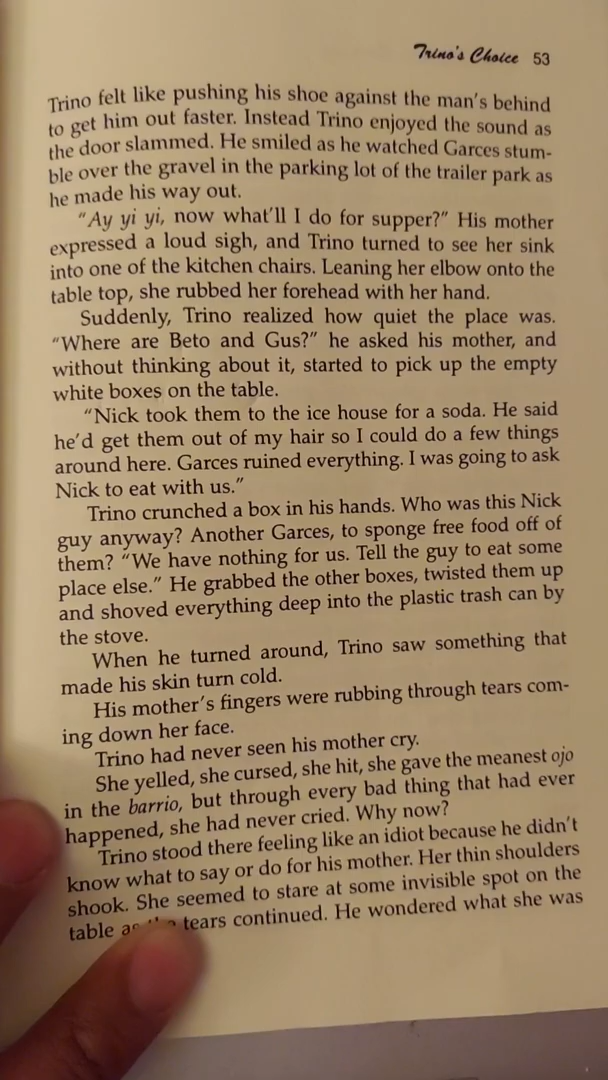 Trino's Choice 53
Trino felt like pushing his shoe against the man's behind
to get him out faster. Instead Trino enjoyed the sound as
the door slammed. He smiled as he watched Garces stum-
ble over the gravel in the parking lot of the trailer park as
he made his way out.
"Ay yi yi, now what'll I do for supper?" His mother
expressed a loud sigh, and Trino turned to see her sink
into one of the kitchen chairs. Leaning her elbow onto the
table top, she rubbed her forehead with her hand.
Suddenly, Trino realized how quiet the place was.
"Where are Beto and Gus?" he asked his mother, and
without thinking about it, started to pick up the empty
white boxes on the table.
"Nick took them to the ice house for a soda. He said
he'd get them out of my hair so I could do a few things
around here. Garces ruined everything. I was going to ask
Nick to eat with us."
Trino crunched a box in his hands. Who was this Nick
guy anyway? Another Garces, to sponge free food off of
them? "We have nothing for us. Tell the guy to eat some
place else." He grabbed the other boxes, twisted them up
and shoved everything deep into the plastic trash can by
the stove.
When he turned around, Trino saw something that
made his skin turn cold.
His mother's fingers were rubbing through tears com-
ing down her face.
Trino had never seen his mother cry.
She yelled, she cursed, she hit, she gave the meanest ojo
in the barrio, but through every bad thing that had ever
happened, she had never cried. Why now?
Trino stood there feeling like an idiot because he didn't
know what to say or do for his mother. Her thin shoulders
shook. She seemed to stare at some invisible spot on the
table tears continued. He wondered what she was